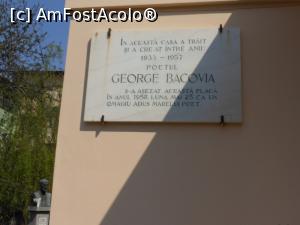 [c] AmFostAcolo®
ÎN ACEASTĂ CASĂ A TRĂIT
ȘI A CREAT ÎNTRE ANII
1933 - 1957
POETUL
GEORGE BACOVIA
S-A AȘEZAT ACEASTĂ PLACĂ
ÎN ANUL 1958 LUNA MAI 25 CA UN
OMAGIU ADUS MARELUI POET